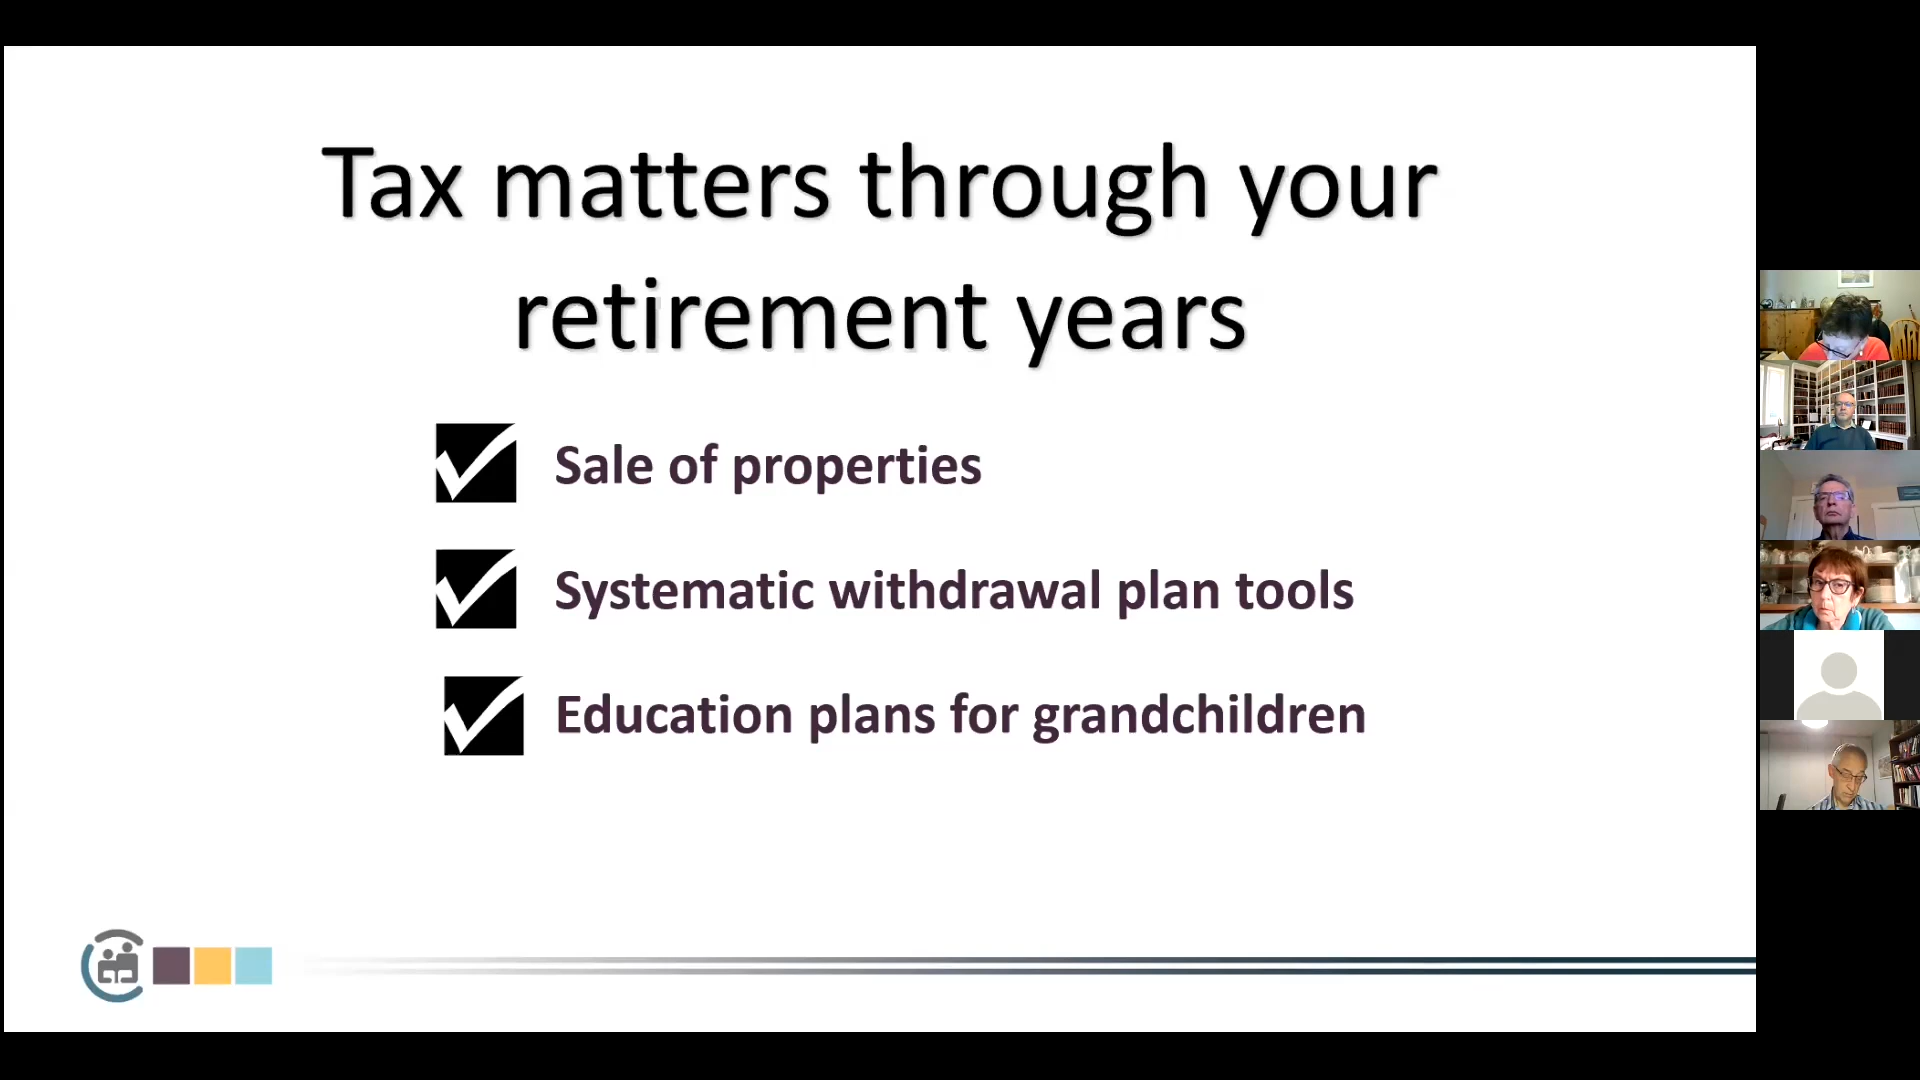 Tax matters through your
retirement years
Sale of properties
Systematic withdrawal plan tools
Education plans for grandchildren